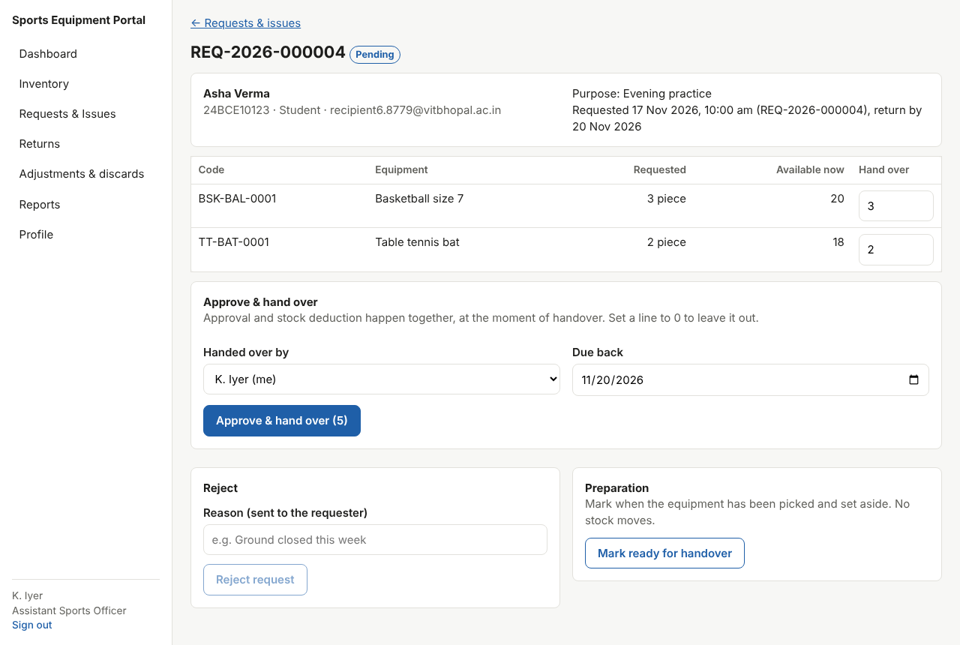 Sports Equipment Portal
Dashboard
Inventory
Requests & Issues
Returns
Adjustments & discards
Reports
Profile
K. Iyer
Assistant Sports Officer
Sign out
← Requests & issues
REQ-2026-000004 Pending
Asha Verma
24BCE10123 · Student · recipient6.8779@vitbhopal.ac.in
Purpose: Evening practice
Requested 17 Nov 2026, 10:00 am (REQ-2026-000004), return by
20 Nov 2026
Code Equipment Requested Available now Hand over
BSK-BAL-0001 Basketball size 7 3 piece 20 3
TT-BAT-0001 Table tennis bat 2 piece 18 2
Approve & hand over
Approval and stock deduction happen together, at the moment of handover. Set a line to 0 to leave it out.
Handed over by
K. Iyer (me)
Due back
11/20/2026
Approve & hand over (5)
Reject
Reason (sent to the requester)
e.g. Ground closed this week
Reject request
Preparation
Mark when the equipment has been picked and set aside. No
stock moves.
Mark ready for handover